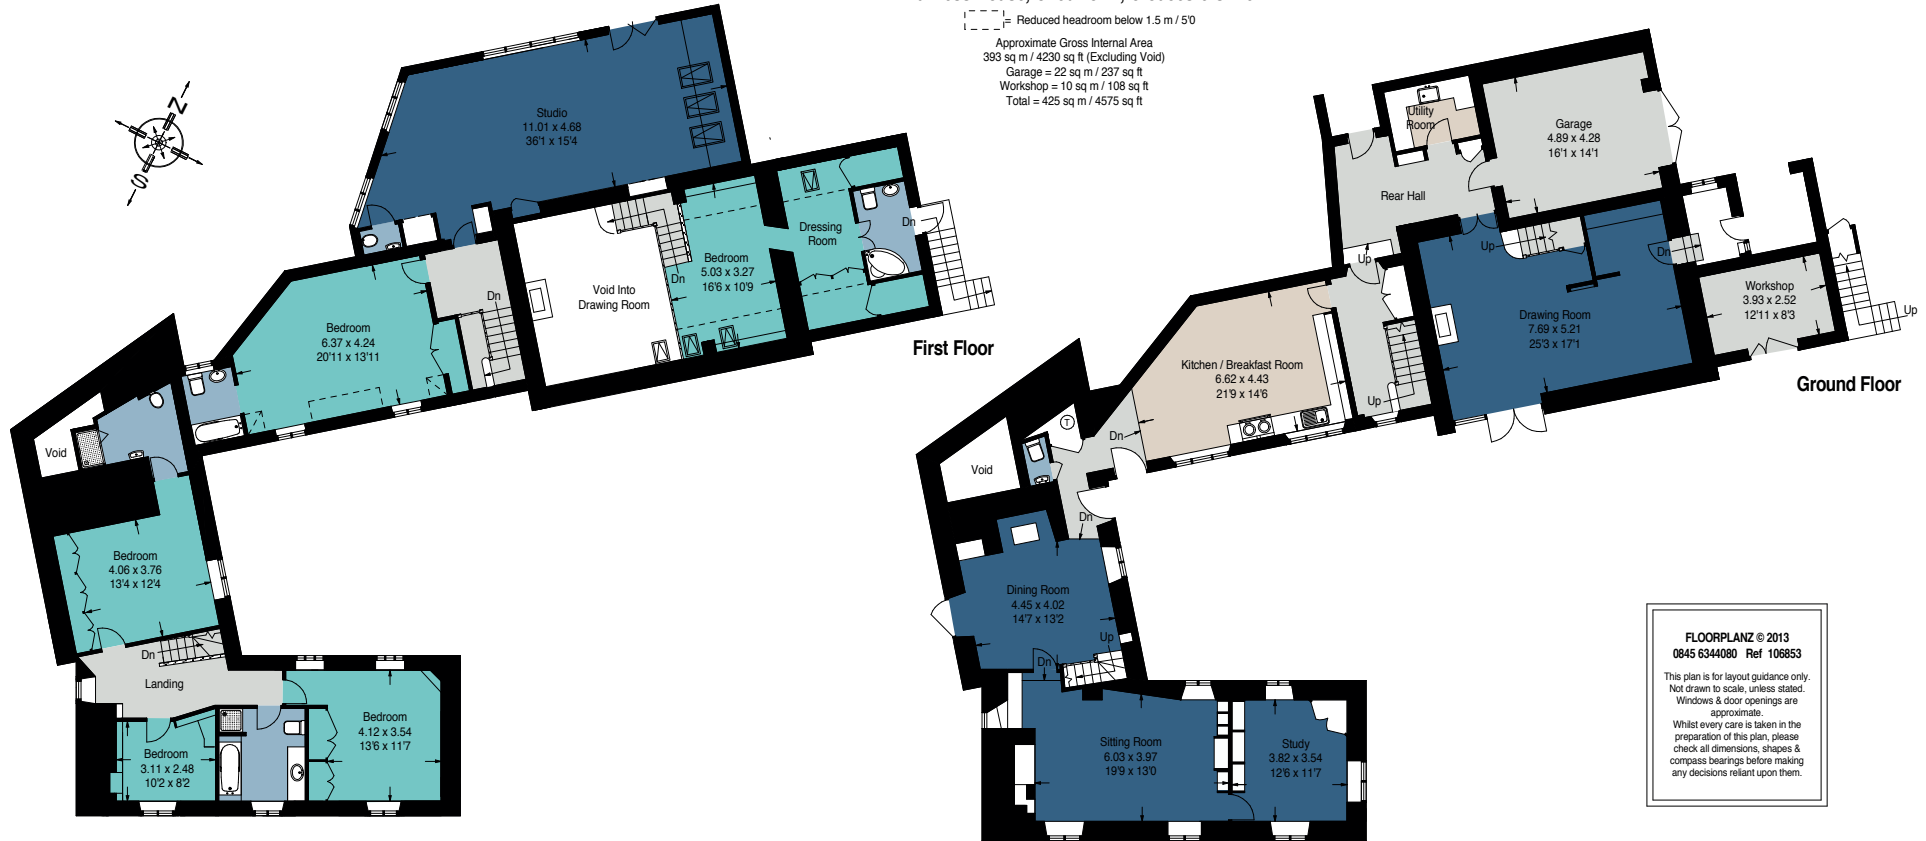 = Reduced headroom below 1.5 m / 5'0
Approximate Gross Internal Area
393 sq m / 4230 sq ft (Excluding Void)
Garage = 22 sq m / 237 sq ft
Workshop = 10 sq m / 108 sq ft
Total = 425 sq m / 4575 sq ft
N
S
Studio
11.01 x 4.68
36'1 x 15'4
Dressing
Room
Dn
Bedroom
5.03 x 3.27
16'6 x 10'9
Dn
Void Into
Drawing Room
Dn
Bedroom
6.37 x 4.24
20'11 x 13'11
First Floor
Void
Bedroom
4.06 x 3.76
13'4 x 12'4
Dn
Landing
Bedroom
4.12 x 3.54
13'6 x 11'7
Bedroom
3.11 x 2.48
10'2 x 8'2
Utility
Room
Garage
4.89 x 4.28
16'1 x 14'1
Rear Hall
Up
Up
Dn
Workshop
3.93 x 2.52
12'11 x 8'3
Up
Drawing Room
7.69 x 5.21
25'3 x 17'1
Ground Floor
Kitchen / Breakfast Room
6.62 x 4.43
21'9 x 14'6
Up
T
Dn
Void
Dn
Dining Room
4.45 x 4.02
14'7 x 13'2
Up
Dn
Sitting Room
6.03 x 3.97
19'9 x 13'0
Study
3.82 x 3.54
12'6 x 11'7
FLOORPLANZ © 2013
0845 6344080 Ref 106853
This plan is for layout guidance only.
Not drawn to scale, unless stated.
Windows & door openings are
approximate.
Whilst every care is taken in the
preparation of this plan, please
check all dimensions, shapes &
compass bearings before making
any decisions reliant upon them.